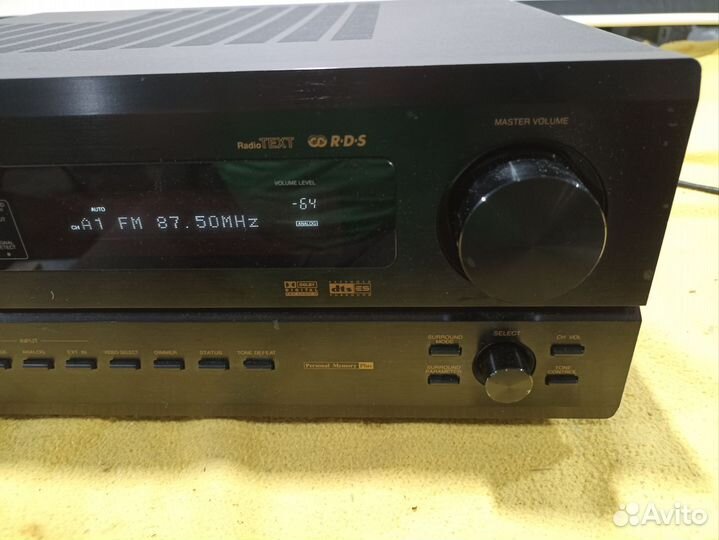 MASTER VOLUME
RadioTEXT R·D·S
VOLUME LEVEL
-64
AUTO
CH A1 FM 87.50MHz
ANALOG
DOLBY
DIGITAL
dts ES
INPUT
ANALOG
EXT. IN
VIDEO SELECT
DIMMER
STATUS
TONE DEFEAT
Personal Memory Plus
SURROUND MODE
SELECT
CH VOL
SURROUND PARAMETER
TONE CONTROL
Avito